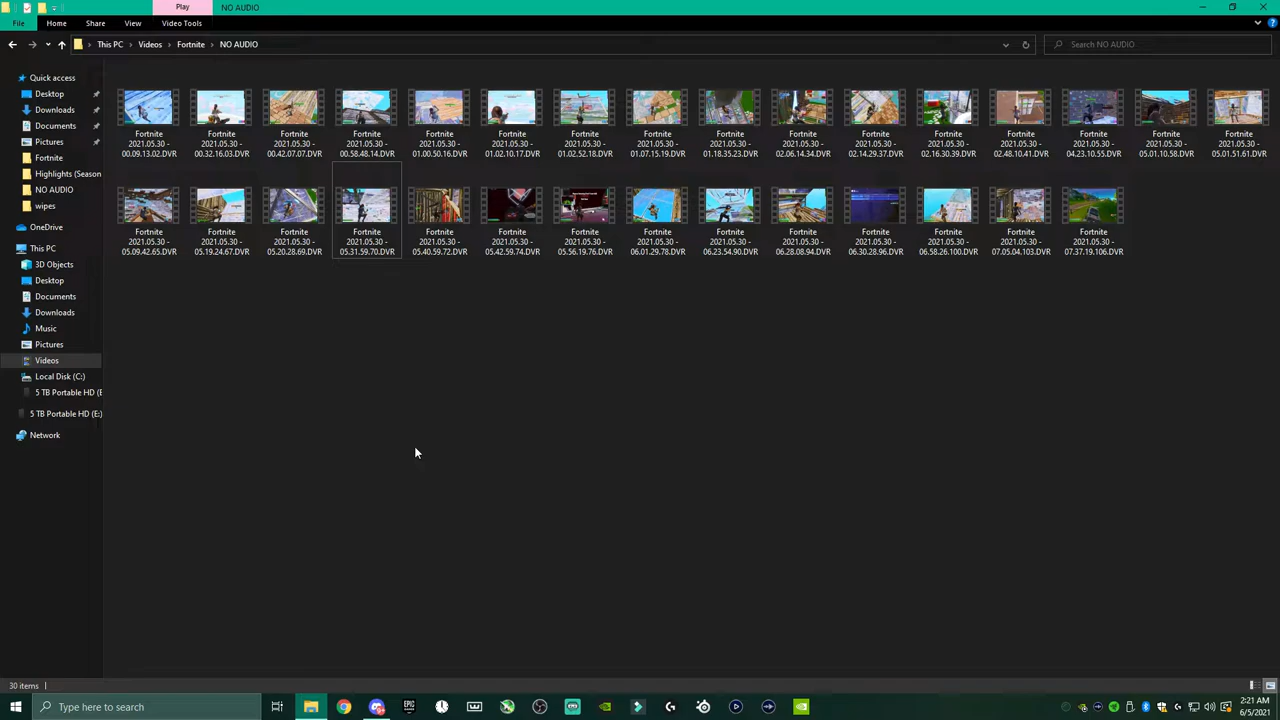 Play
NO AUDIO
File
Home
Share
View
Video Tools
This PC
Videos
Fortnite
NO AUDIO
Search NO AUDIO
Quick access
Desktop
Downloads
Documents
Pictures
Fortnite
Highlights (Season
NO AUDIO
wipes
OneDrive
This PC
3D Objects
Desktop
Documents
Downloads
Music
Pictures
Videos
Local Disk (C:)
5 TB Portable HD (E
5 TB Portable HD (E:)
Network
Fortnite
2021.05.30 -
00.09.13.02.DVR
Fortnite
2021.05.30 -
00.32.16.03.DVR
Fortnite
2021.05.30 -
00.42.07.07.DVR
Fortnite
2021.05.30 -
00.58.48.14.DVR
Fortnite
2021.05.30 -
01.00.50.16.DVR
Fortnite
2021.05.30 -
01.02.10.17.DVR
Fortnite
2021.05.30 -
01.02.52.18.DVR
Fortnite
2021.05.30 -
01.07.15.19.DVR
Fortnite
2021.05.30 -
01.18.35.23.DVR
Fortnite
2021.05.30 -
02.06.14.34.DVR
Fortnite
2021.05.30 -
02.14.29.37.DVR
Fortnite
2021.05.30 -
02.16.30.39.DVR
Fortnite
2021.05.30 -
02.48.10.41.DVR
Fortnite
2021.05.30 -
04.23.10.55.DVR
Fortnite
2021.05.30 -
05.01.10.58.DVR
Fortnite
2021.05.30 -
05.01.51.61.DVR
Fortnite
2021.05.30 -
05.09.42.65.DVR
Fortnite
2021.05.30 -
05.19.24.67.DVR
Fortnite
2021.05.30 -
05.20.28.69.DVR
Fortnite
2021.05.30 -
05.31.59.70.DVR
Fortnite
2021.05.30 -
05.40.59.72.DVR
Fortnite
2021.05.30 -
05.42.59.74.DVR
Fortnite
2021.05.30 -
05.56.19.76.DVR
Fortnite
2021.05.30 -
06.01.29.78.DVR
Fortnite
2021.05.30 -
06.23.54.90.DVR
Fortnite
2021.05.30 -
06.28.08.94.DVR
Fortnite
2021.05.30 -
06.30.28.96.DVR
Fortnite
2021.05.30 -
06.58.26.100.DVR
Fortnite
2021.05.30 -
07.05.04.103.DVR
Fortnite
2021.05.30 -
07.37.19.106.DVR
30 items
Type here to search
2:21 AM
6/5/2021